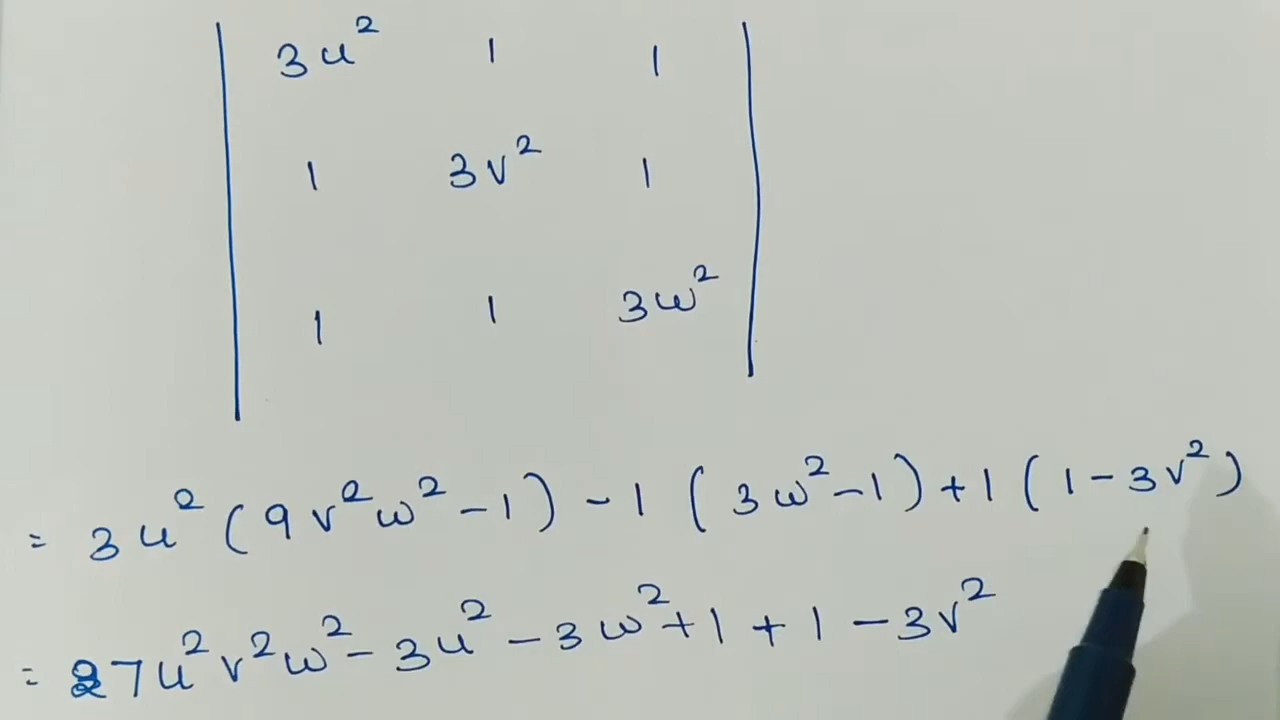 | 3u² 1 1 |
| 1 3v² 1 |
| 1 1 3w² |
= 3u² (9v²w² - 1) - 1 (3w² - 1) + 1 (1 - 3v²)
= 27u²v²w² - 3u² - 3w² + 1 + 1 - 3v²